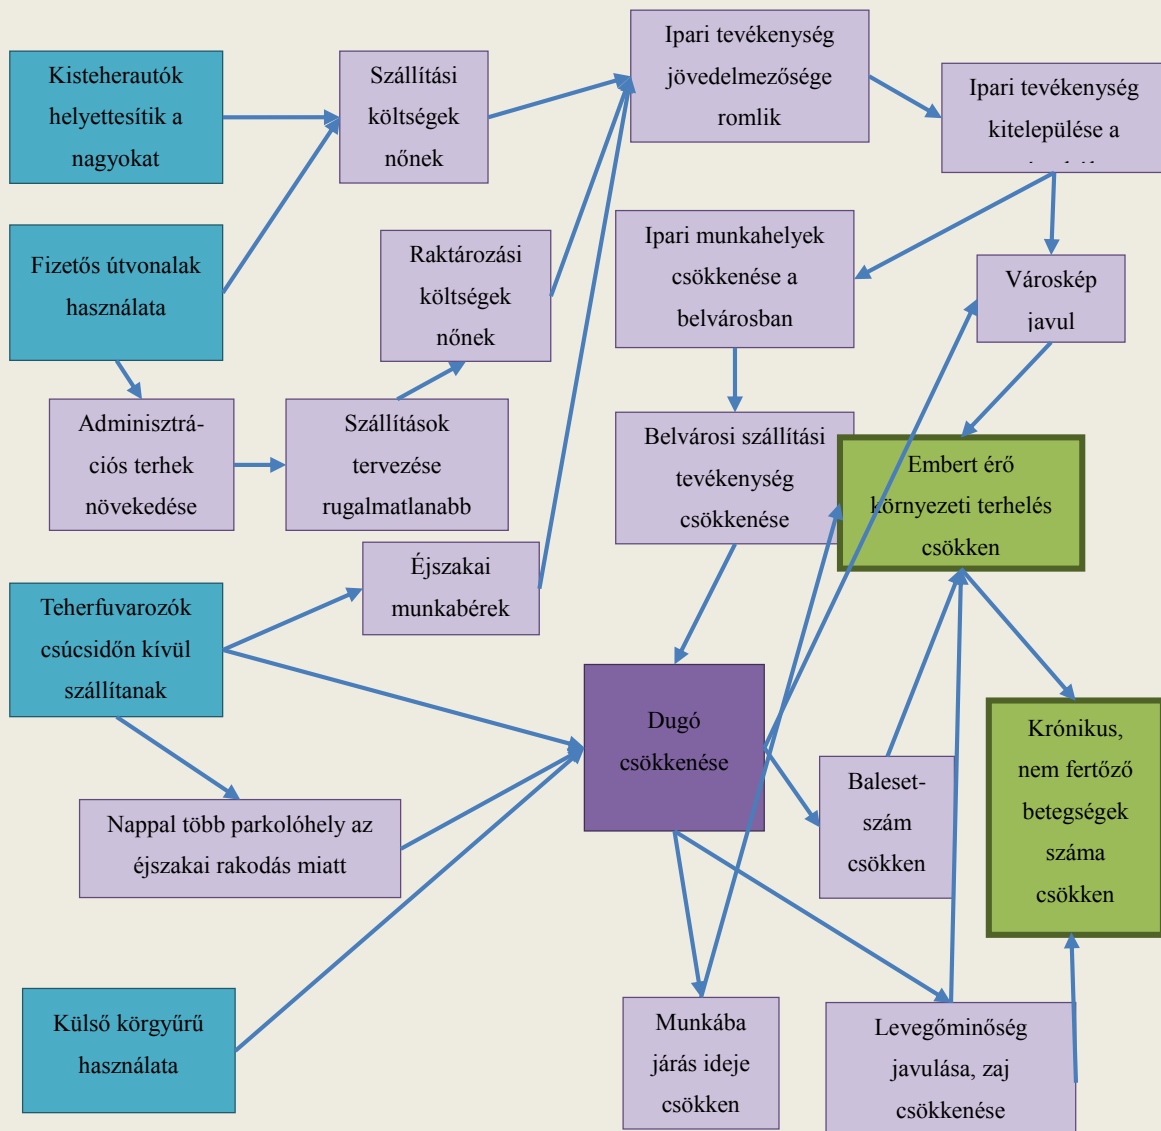 Kisteherautók
helyettesítik a
nagyokat
Szállítási
költségek
nőnek
Ipari tevékenység
jövedelmezősége
romlik
Ipari tevékenység
kitelepülése a
Fizetős útvonalak
használata
Raktározási
költségek
nőnek
Ipari munkahelyek
csökkenése a
belvárosban
Városkép
javul
Adminisztrá-
ciós terhek
növekedése
Szállítások
tervezése
rugalmatlanabb
Belvárosi szállítási
tevékenység
csökkenése
Embert érő
környezeti terhelés
csökken
Éjszakai
munkabérek
Teherfuvarozók
csúcsidőn kívül
szállítanak
Dugó
csökkenése
Krónikus,
nem fertőző
betegségek
száma
csökken
Baleset-
szám
csökken
Nappal több parkolóhely az
éjszakai rakodás miatt
Külső körgyűrű
használata
Munkába
járás ideje
csökken
Levegőminőség
javulása, zaj
csökkenése